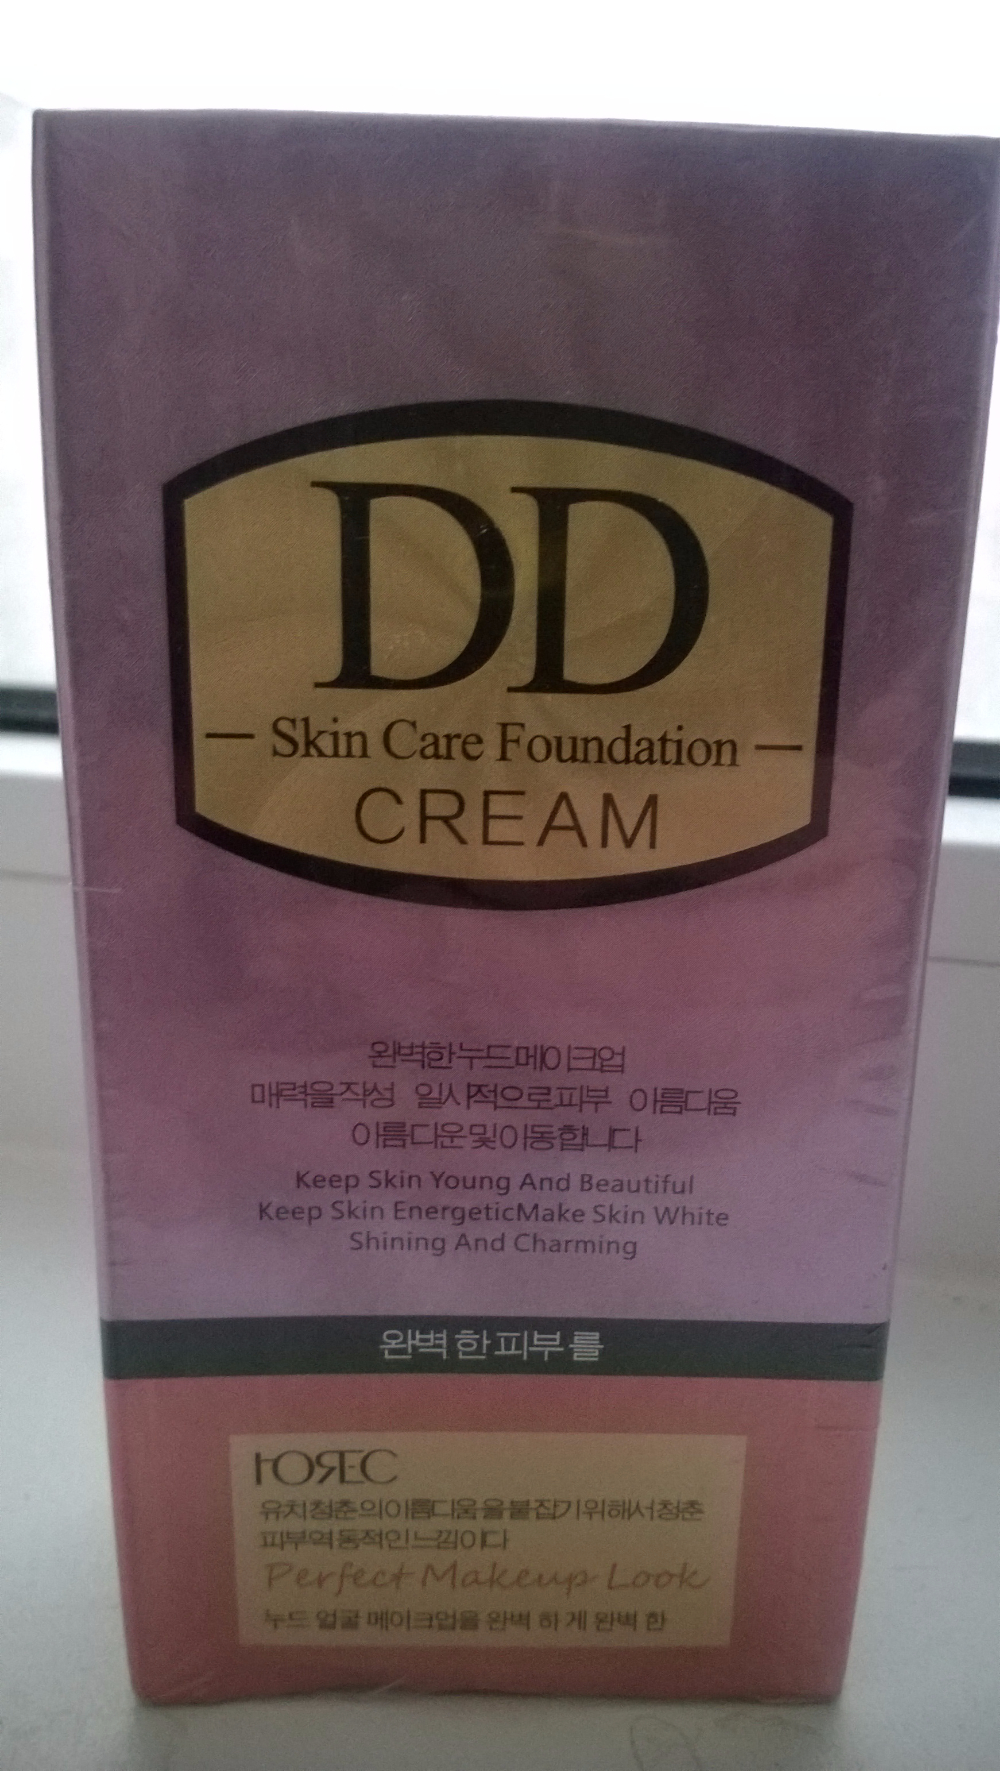 DD
— Skin Care Foundation —
CREAM
완벽한누드메이크업
매력을작성 일시적으로피부 아름다움
아름다운및이동합니다
Keep Skin Young And Beautiful
Keep Skin EnergeticMake Skin White
Shining And Charming
완벽한피부를
유치청춘의아름다움을붙잡기위해서청춘
피부역동적인느낌이다
Perfect Makeup Look
누드 얼굴 메이크업을 완벽 하 게 완벽 한